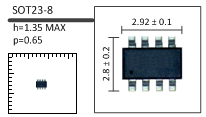 SOT23-8
h=1.35 MAX
p=0.65
2.92 ± 0.1
2.8 ± 0.2